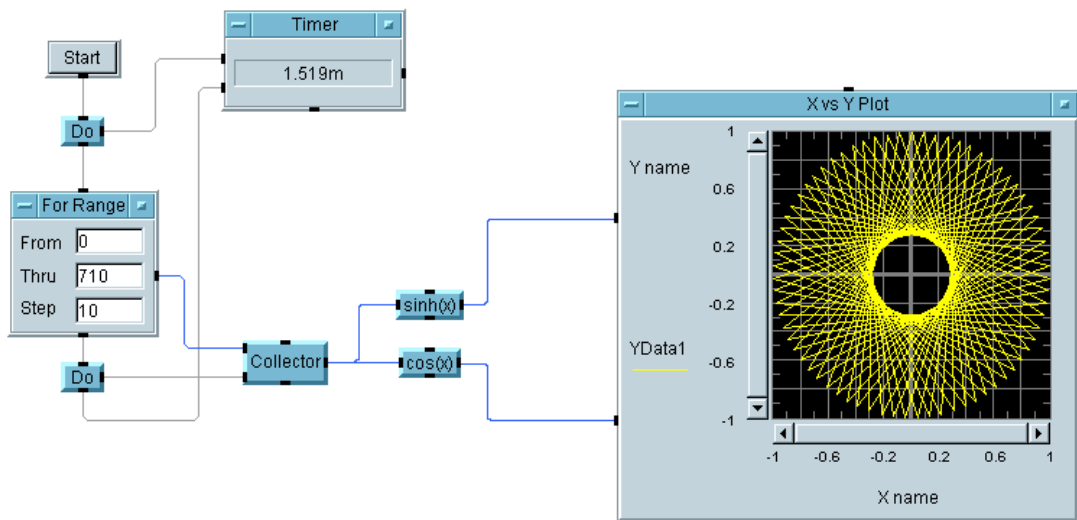 Timer
Start
1.519m
X vs Y Plot
Do
Y name
1
0.6
0.2
-0.2
-0.6
-1
For Range
From 0
Thru 710
Step 10
sinh(x)
Collector
cos(x)
YData1
Do
-1 -0.6 -0.2 0.2 0.6 1
X name